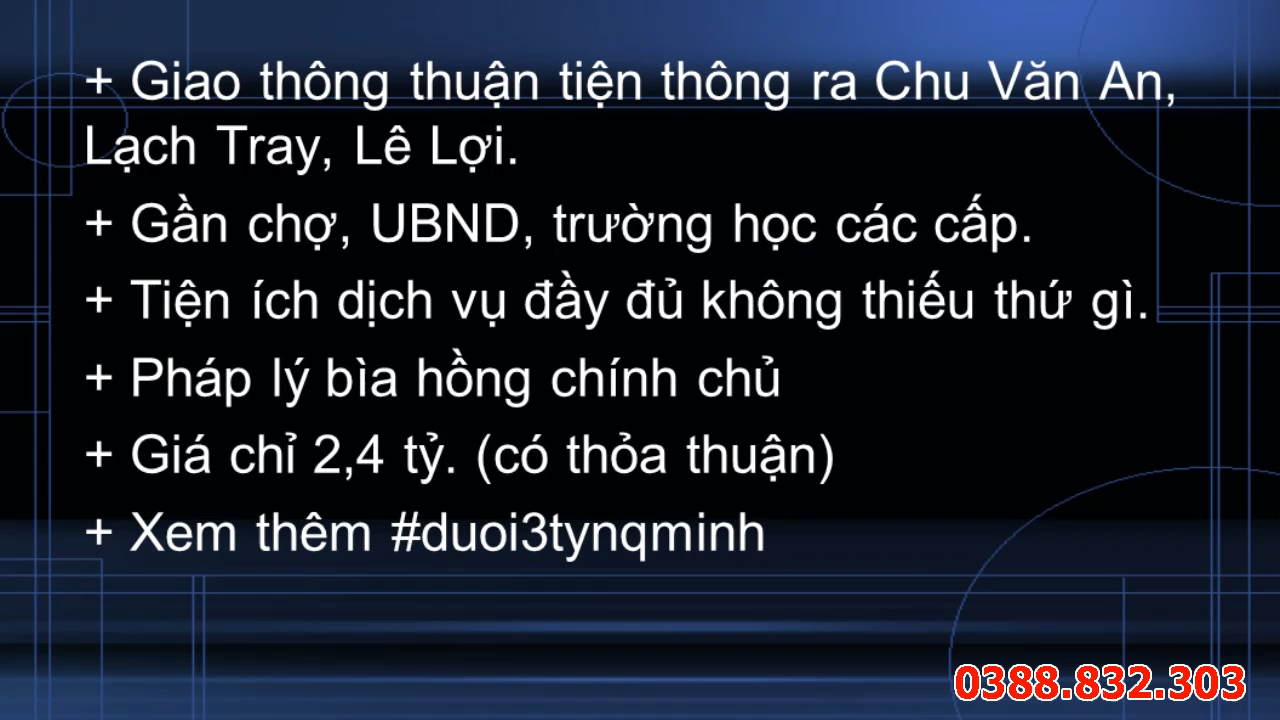 + Giao thông thuận tiện thông ra Chu Văn An,
Lạch Tray, Lê Lợi.
+ Gần chợ, UBND, trường học các cấp.
+ Tiện ích dịch vụ đầy đủ không thiếu thứ gì.
+ Pháp lý bìa hồng chính chủ
+ Giá chỉ 2,4 tỷ. (có thỏa thuận)
+ Xem thêm #duoi3tynqminh
0388.832.303